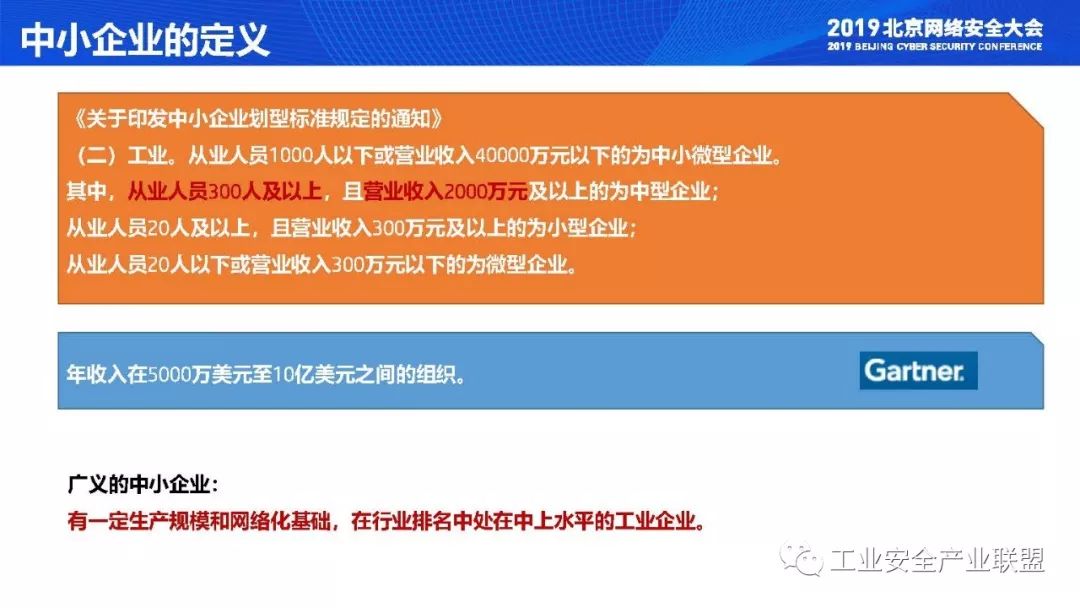 中小企业的定义
2019北京网络安全大会
2019 BEIJING CYBER SECURITY CONFERENCE
《关于印发中小企业划型标准规定的通知》
（二）工业。从业人员1000人以下或营业收入40000万元以下的为中小微型企业。
其中，从业人员300人及以上，且营业收入2000万元及以上的为中型企业；
从业人员20人及以上，且营业收入300万元及以上的为小型企业；
从业人员20人以下或营业收入300万元以下的为微型企业。
年收入在5000万美元至10亿美元之间的组织。
Gartner.
广义的中小企业：
有一定生产规模和网络化基础，在行业排名中处在中上水平的工业企业。
工业安全产业联盟